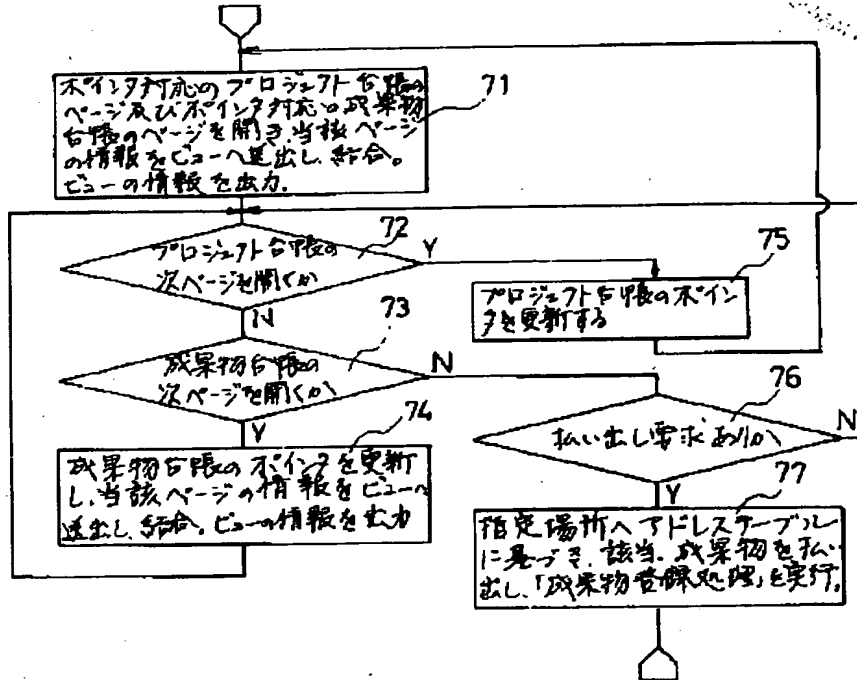 ポインタ対応のプロジェクト台帳の
ページ及びポインタ対応の成果物
台帳のページを開き当該ページ
の情報をビューへ送出し、結合。
ビューの情報を出力.
71
プロジェクト台帳の
次ページを開くか
72
Y
N
プロジェクト台帳のポイン
タを更新する
75
成果物台帳の
次ページを開くか
73
N
Y
成果物台帳のポインタを更新
し、当該ページの情報をビューへ
送出し、結合。ビューの情報を出力
74
払い出し要求ありか
76
N
Y
指定場所へアドレステーブル
に基づき、該当、成果物を払い
出し、「成果物登録処理」を実行。
77